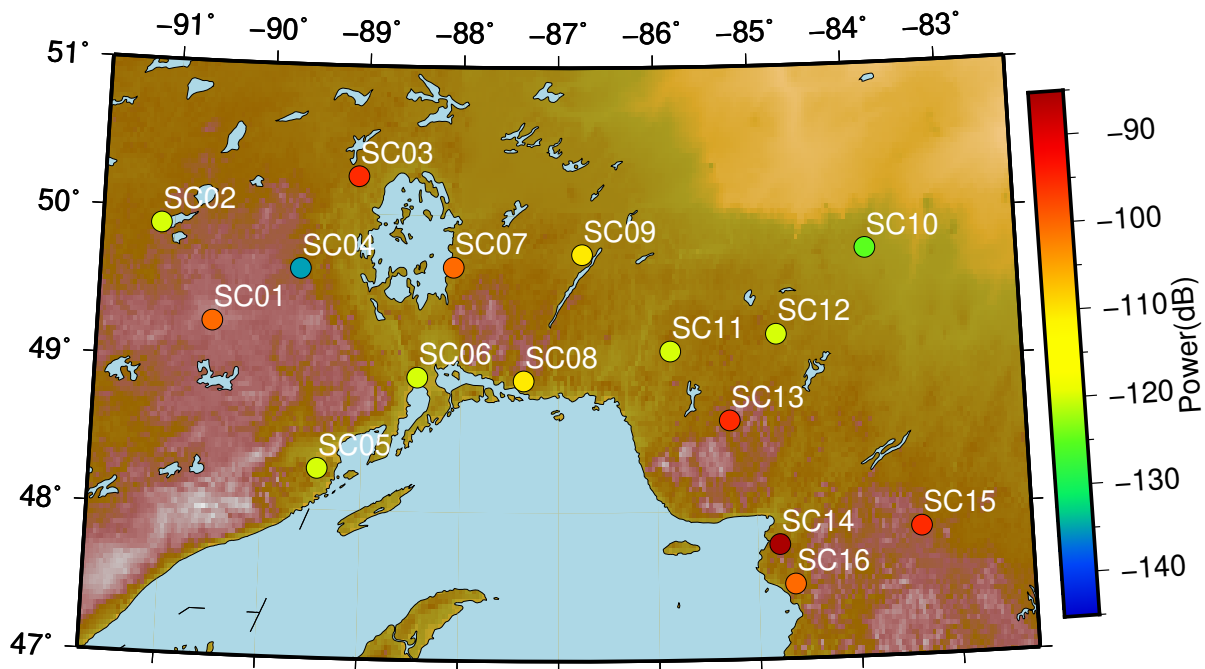 −91° −90° −89° −88° −87° −86° −85° −84° −83°
51°
50°
49°
48°
47°
SC03
SC02
SC10
SC09
SC04
SC07
SC01
SC12
SC11
SC06
SC08
SC13
SC05
SC15
SC14
SC16
−90
−100
−110
−120
−130
−140
Power(dB)